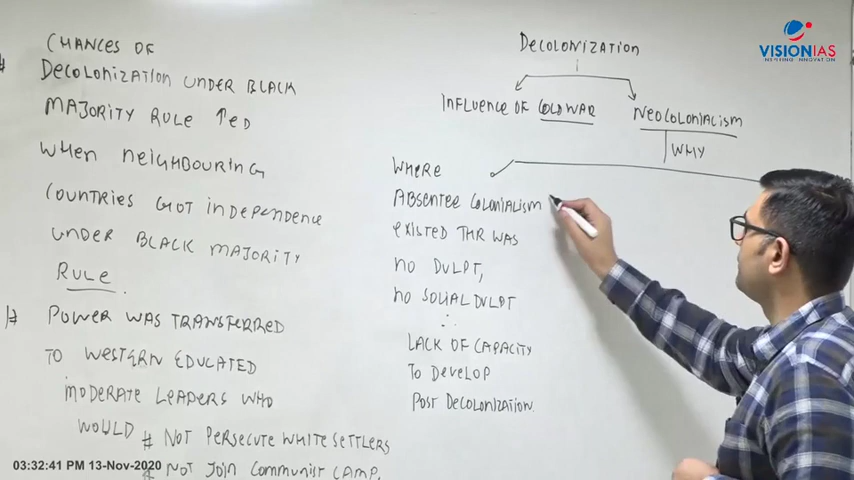 CHANCES OF
DECOLONIZATION UNDER BLACK
MAJORITY RULE ↑ED
WHEN NEIGHBOURING
COUNTRIES GOT INDEPENDENCE
UNDER BLACK MAJORITY
RULE.
# POWER WAS TRANSFERRED
TO WESTERN EDUCATED
MODERATE LEADERS WHO
WOULD # NOT PERSECUTE WHITE SETTLERS
# NOT JOIN COMMUNIST CAMP.
DECOLONIZATION
INFLUENCE OF COLD WAR
NEOCOLONIALISM
WHY
WHERE
ABSENTEE COLONIALISM
EXISTED THR WAS
NO DVLPT,
NO SOCIAL DVLPT
∴
LACK OF CAPACITY
TO DEVELOP
POST DECOLONIZATION.
VISIONIAS
INSPIRING INNOVATION
03:32:41 PM 13-Nov-2020